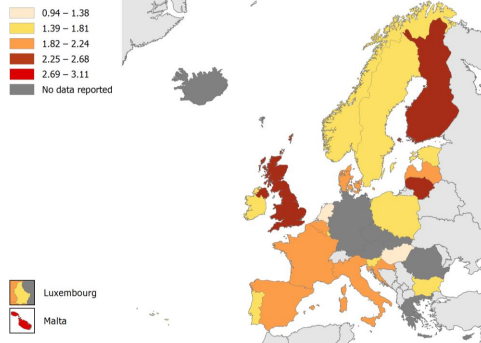 0.94 – 1.38
1.39 – 1.81
1.82 – 2.24
2.25 – 2.68
2.69 – 3.11
No data reported
Luxembourg
Malta